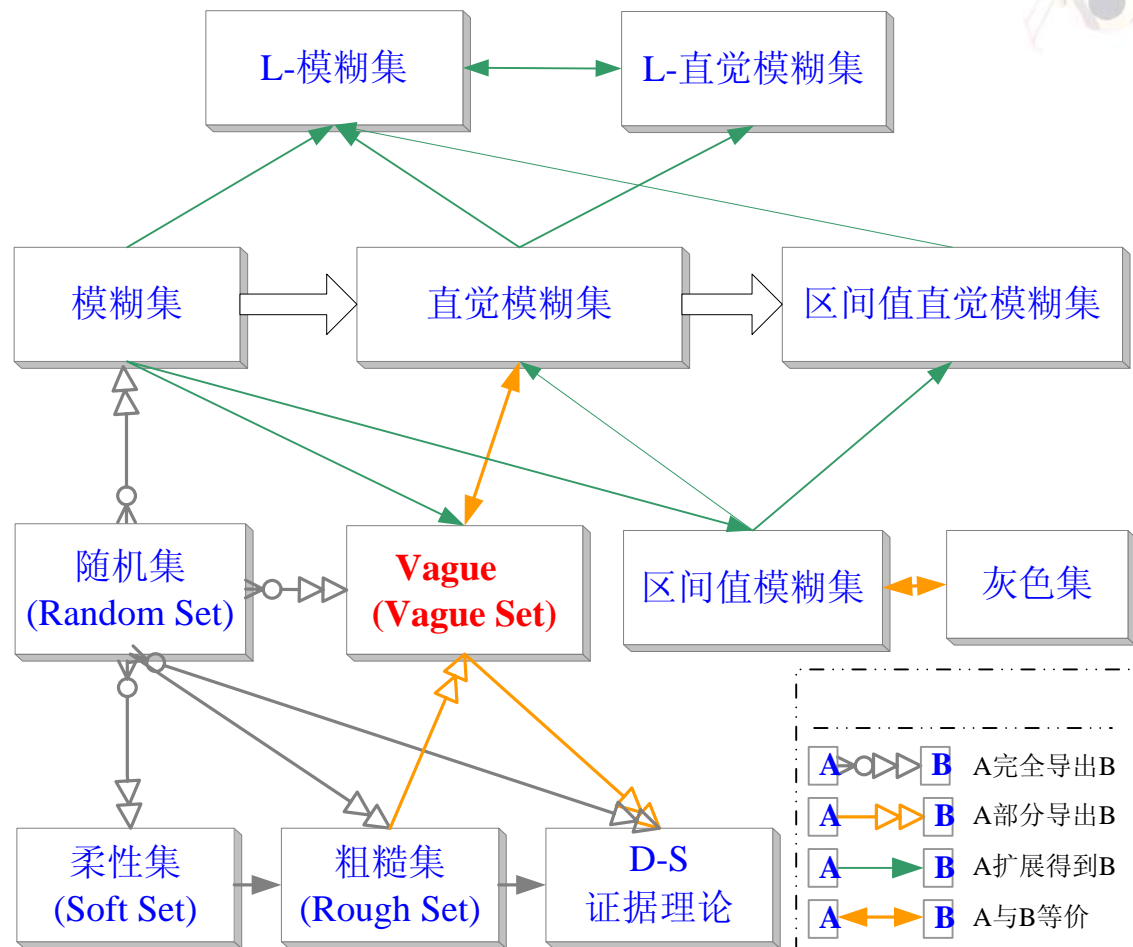 L-模糊集
L-直觉模糊集
模糊集
直觉模糊集
区间值直觉模糊集
随机集
(Random Set)
Vague
(Vague Set)
区间值模糊集
灰色集
柔性集
(Soft Set)
粗糙集
(Rough Set)
D-S
证据理论
A B A完全导出B
A B A部分导出B
A B A扩展得到B
A B A与B等价